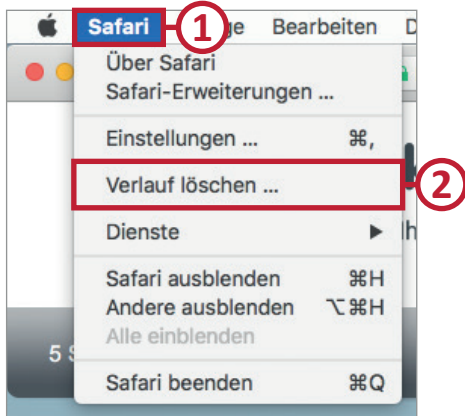 Safari 1 Bearbeiten
Über Safari
Safari-Erweiterungen ...
Einstellungen ... ⌘,
Verlauf löschen ... 2
Dienste ▶
Safari ausblenden ⌘H
Andere ausblenden ⌥⌘H
Alle einblenden
5
Safari beenden ⌘Q